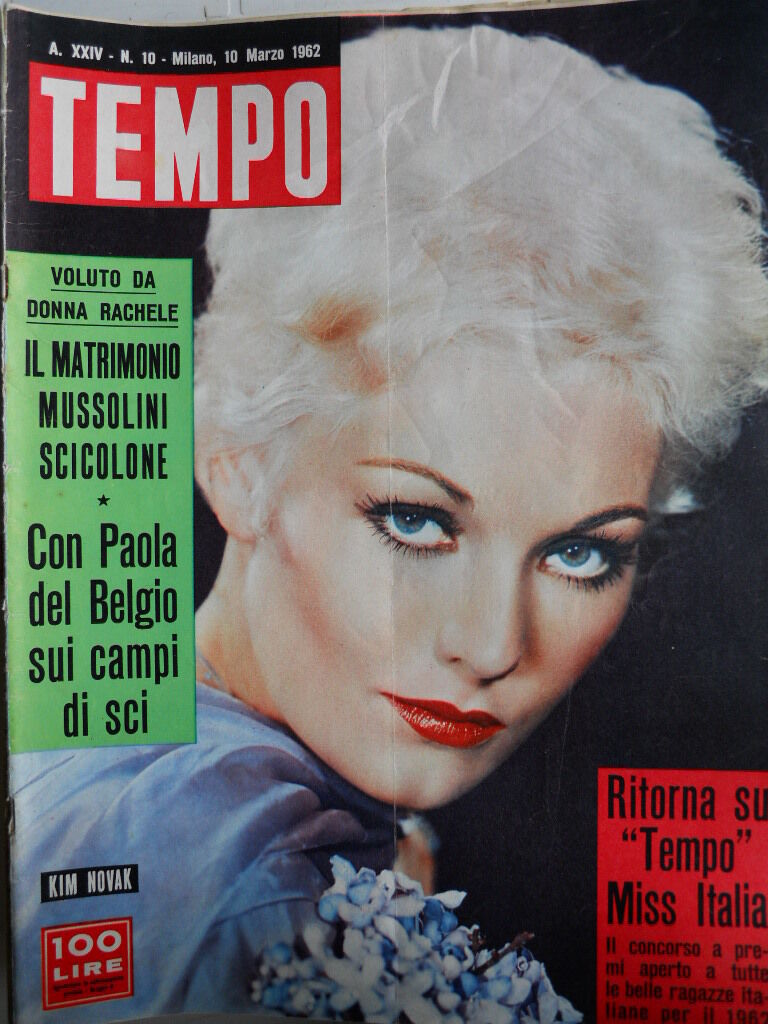 A. XXIV - N. 10 - Milano, 10 Marzo 1962
TEMPO
VOLUTO DA
DONNA RACHELE
IL MATRIMONIO
MUSSOLINI
SCICOLONE
★
Con Paola
del Belgio
sui campi
di sci
KIM NOVAK
100
LIRE
Ritorna su
“Tempo”
Miss Italia
Il concorso a pre-
mi aperto a tutte
le belle ragazze ita-
liane per il 1962